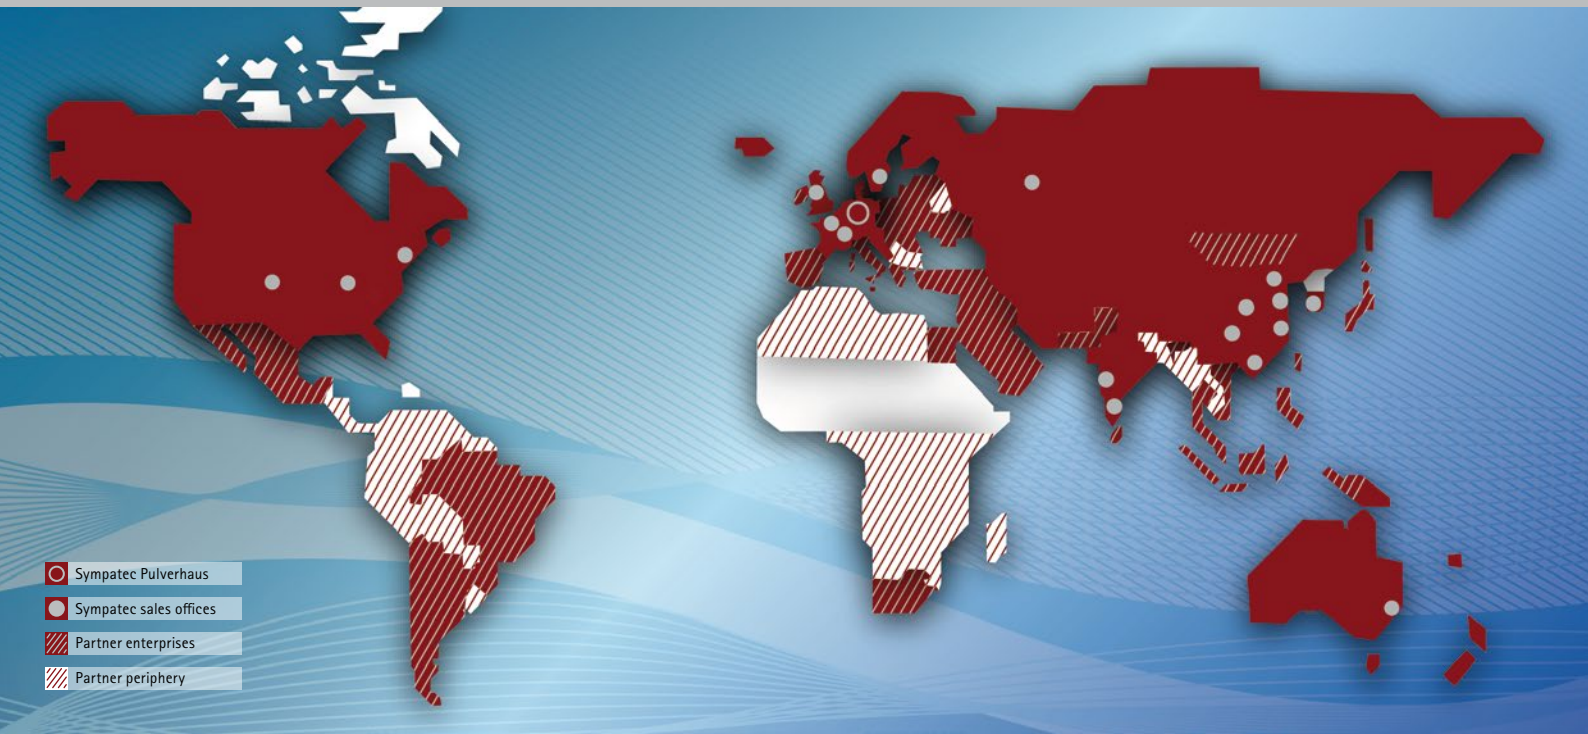 Sympatec Pulverhaus
Sympatec sales offices
Partner enterprises
Partner periphery